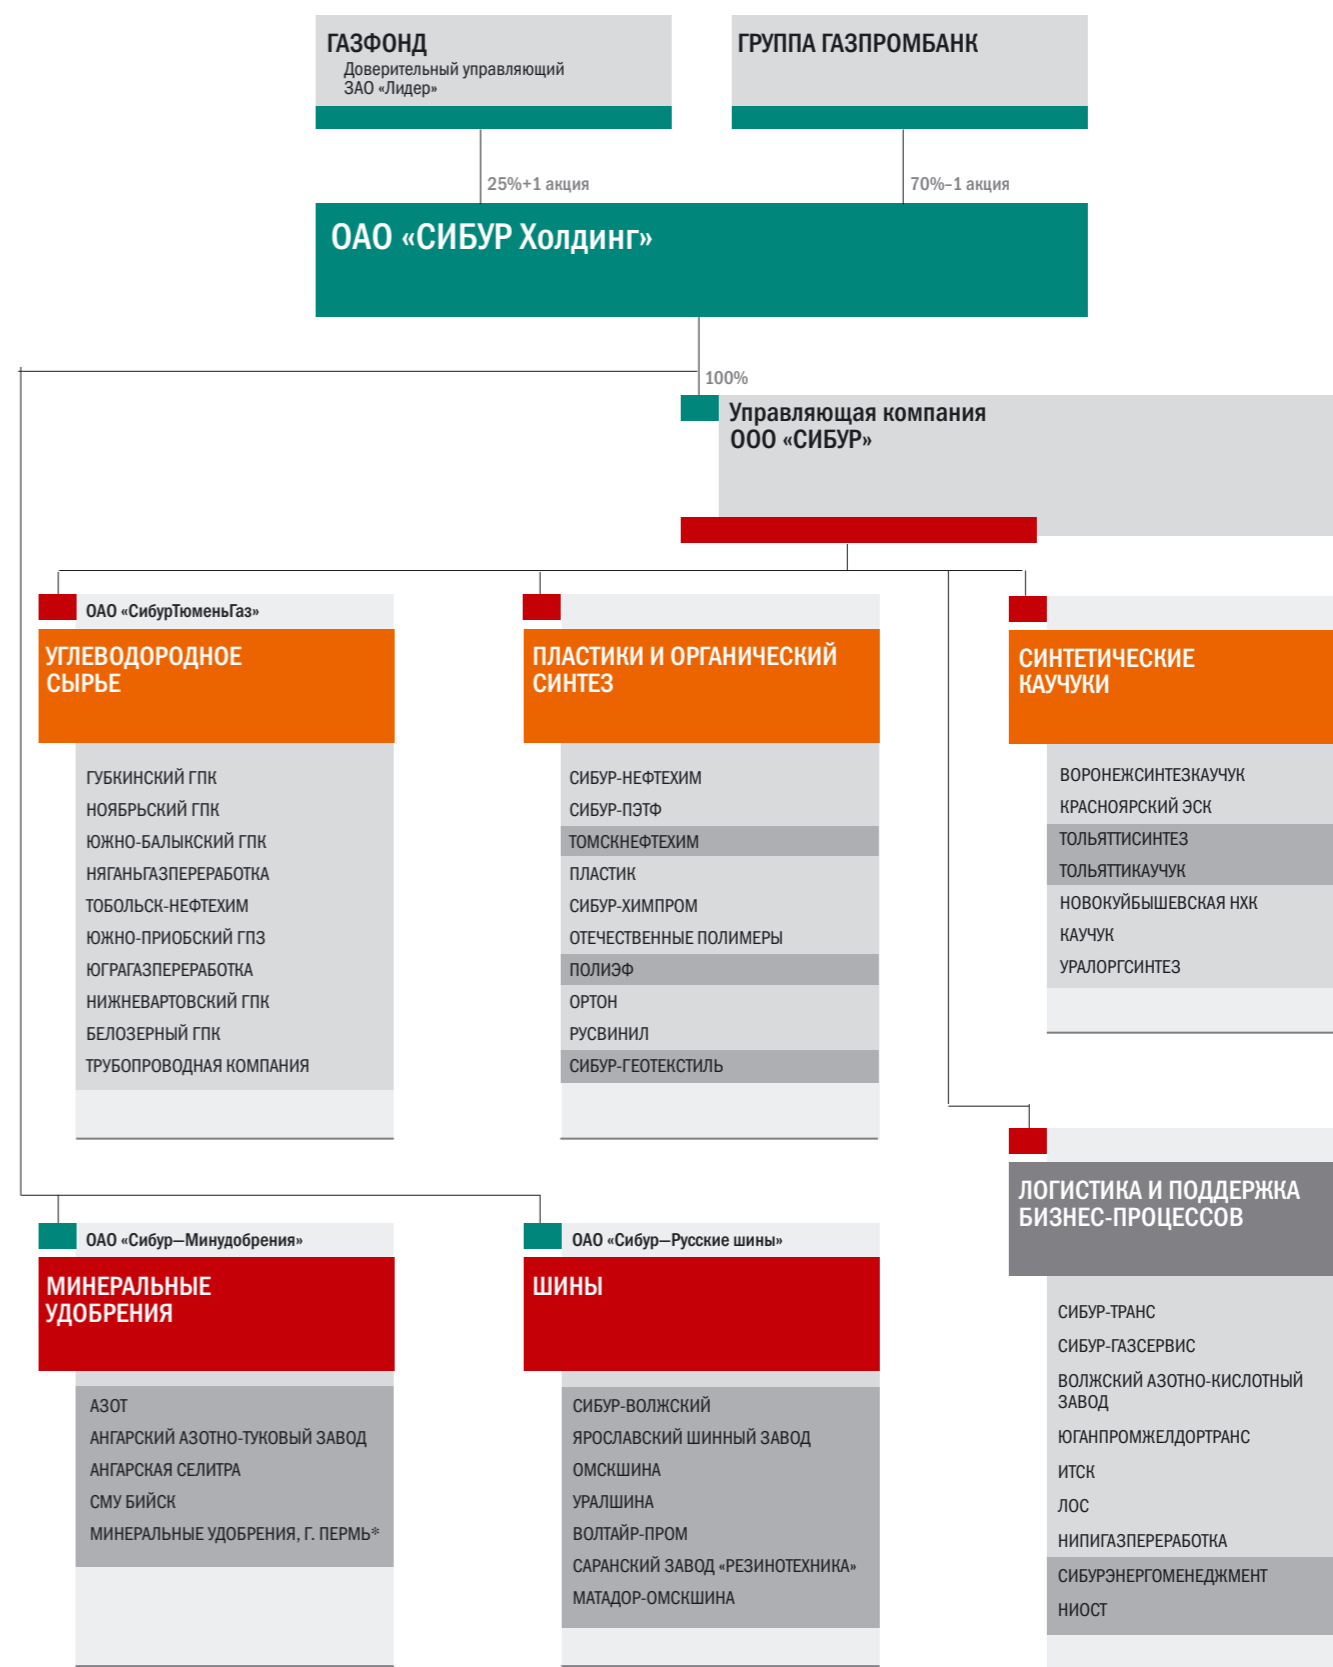 ГАЗФОНД
Доверительный управляющий
ЗАО «Лидер»
ГРУППА ГАЗПРОМБАНК
25%+1 акция
70%–1 акция
ОАО «СИБУР Холдинг»
100%
Управляющая компания
ООО «СИБУР»
ОАО «СибурТюменьГаз»
УГЛЕВОДОРОДНОЕ
СЫРЬЕ
ГУБКИНСКИЙ ГПК
НОЯБРЬСКИЙ ГПК
ЮЖНО-БАЛЫКСКИЙ ГПК
НЯГАНЬГАЗПЕРЕРАБОТКА
ТОБОЛЬСК-НЕФТЕХИМ
ЮЖНО-ПРИОБСКИЙ ГПЗ
ЮГРАГАЗПЕРЕРАБОТКА
НИЖНЕВАРТОВСКИЙ ГПК
БЕЛОЗЕРНЫЙ ГПК
ТРУБОПРОВОДНАЯ КОМПАНИЯ
ПЛАСТИКИ И ОРГАНИЧЕСКИЙ
СИНТЕЗ
СИБУР-НЕФТЕХИМ
СИБУР-ПЭТФ
ТОМСКНЕФТЕХИМ
ПЛАСТИК
СИБУР-ХИМПРОМ
ОТЕЧЕСТВЕННЫЕ ПОЛИМЕРЫ
ПОЛИЭФ
ОРТОН
РУСВИНИЛ
СИБУР-ГЕОТЕКСТИЛЬ
СИНТЕТИЧЕСКИЕ
КАУЧУКИ
ВОРОНЕЖСИНТЕЗКАУЧУК
КРАСНОЯРСКИЙ ЭСК
ТОЛЬЯТТИСИНТЕЗ
ТОЛЬЯТТИКАУЧУК
НОВОКУЙБЫШЕВСКАЯ НХК
КАУЧУК
УРАЛОРГСИНТЕЗ
ОАО «Сибур—Минудобрения»
МИНЕРАЛЬНЫЕ
УДОБРЕНИЯ
АЗОТ
АНГАРСКИЙ АЗОТНО-ТУКОВЫЙ ЗАВОД
АНГАРСКАЯ СЕЛИТРА
СМУ БИЙСК
МИНЕРАЛЬНЫЕ УДОБРЕНИЯ, Г. ПЕРМЬ*
ОАО «Сибур—Русские шины»
ШИНЫ
СИБУР-ВОЛЖСКИЙ
ЯРОСЛАВСКИЙ ШИННЫЙ ЗАВОД
ОМСКШИНА
УРАЛШИНА
ВОЛТАЙР-ПРОМ
САРАНСКИЙ ЗАВОД «РЕЗИНОТЕХНИКА»
МАТАДОР-ОМСКШИНА
ЛОГИСТИКА И ПОДДЕРЖКА
БИЗНЕС-ПРОЦЕССОВ
СИБУР-ТРАНС
СИБУР-ГАЗСЕРВИС
ВОЛЖСКИЙ АЗОТНО-КИСЛОТНЫЙ
ЗАВОД
ЮГАНПРОМЖЕЛДОРТРАНС
ИТСК
ЛОС
НИПИГАЗПЕРЕРАБОТКА
СИБУРЭНЕРГОМЕНЕДЖМЕНТ
НИОСТ